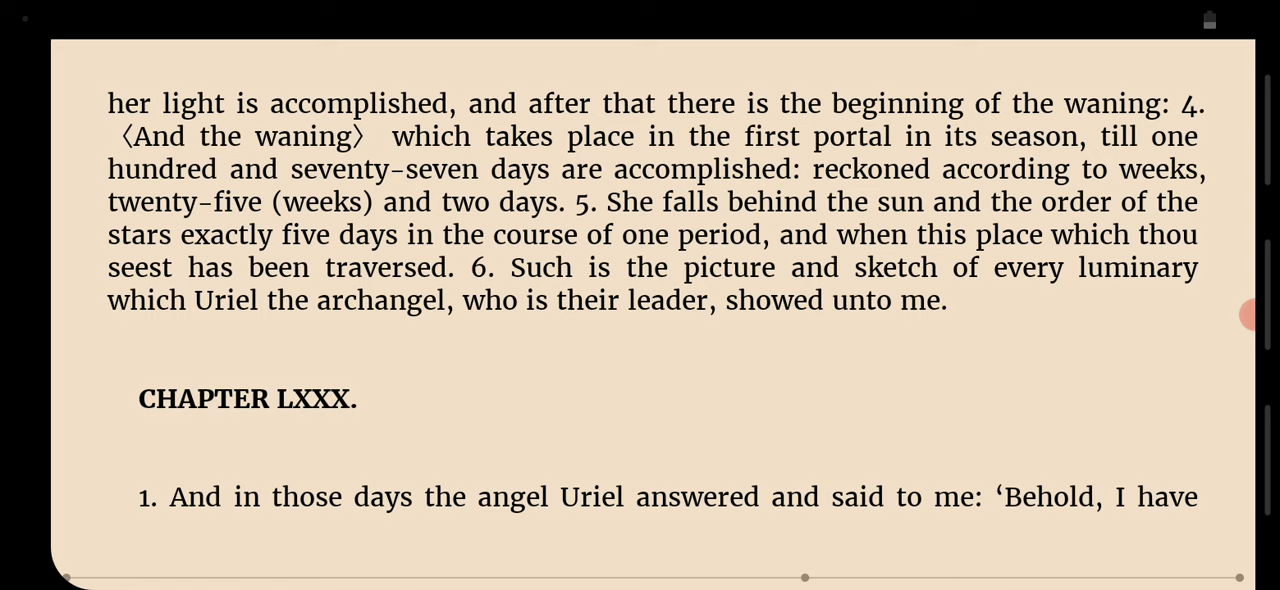 her light is accomplished, and after that there is the beginning of the waning: 4.
〈And the waning〉 which takes place in the first portal in its season, till one
hundred and seventy-seven days are accomplished: reckoned according to weeks,
twenty-five (weeks) and two days. 5. She falls behind the sun and the order of the
stars exactly five days in the course of one period, and when this place which thou
seest has been traversed. 6. Such is the picture and sketch of every luminary
which Uriel the archangel, who is their leader, showed unto me.
CHAPTER LXXX.
1. And in those days the angel Uriel answered and said to me: ‘Behold, I have